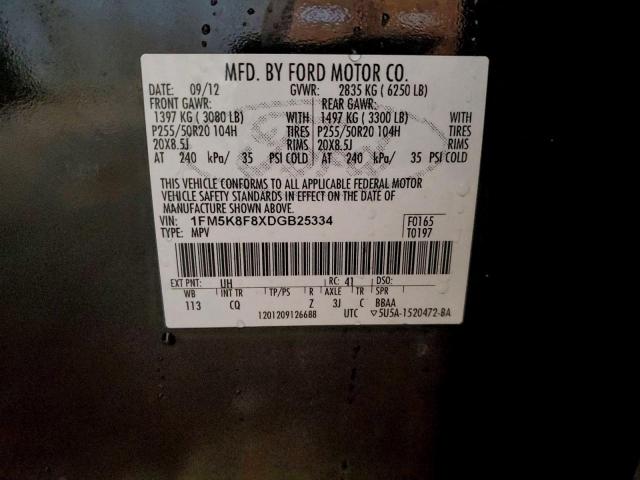 MFD. BY FORD MOTOR CO.
DATE: 09/12 GVWR: 2835 KG ( 6250 LB)
FRONT GAWR: REAR GAWR:
1397 KG ( 3080 LB) WITH 1497 KG ( 3300 LB) WITH
P255/50R20 104H TIRES P255/50R20 104H TIRES
20X8.5J RIMS 20X8.5J RIMS
AT 240 kPa/ 35 PSI COLD AT 240 kPa/ 35 PSI COLD
THIS VEHICLE CONFORMS TO ALL APPLICABLE FEDERAL MOTOR
VEHICLE SAFETY STANDARDS IN EFFECT ON THE DATE OF
MANUFACTURE SHOWN ABOVE.
VIN: 1FM5K8F8XDGB25334 F0165
TYPE: MPV T0197
EXT PNT: UH RC: 41 DSO:
WB INT TR TP/PS R AXLE TR SPR
113 CQ Z 3J C BBAA
1201209126688 UTC ▽5U5A-1520472-BA